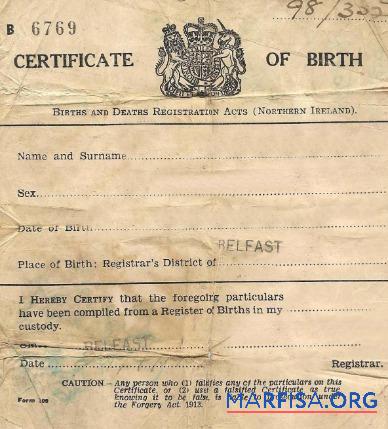 98/355
B 6769
CERTIFICATE OF BIRTH
BIRTHS AND DEATHS REGISTRATION ACTS (NORTHERN IRELAND).
Name and Surname
Sex
Date of Birth
BELFAST
Place of Birth: Registrar's District of
I HEREBY CERTIFY that the foregoing particulars
have been compiled from a Register of Births in my
custody.
Office BELFAST
Date Registrar.
CAUTION – Any person who (1) falsifies any of the particulars on this
Certificate, or (2) uses a falsified Certificate as true
knowing it to be false, is liable to prosecution under
Form 109 the Forgery Act, 1913.
MARFISA.ORG